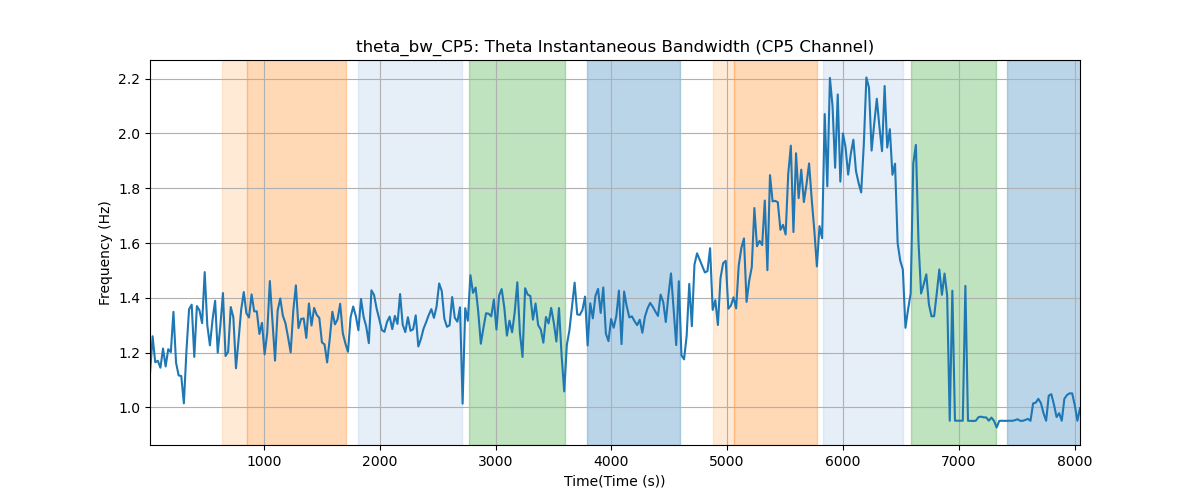 theta_bw_CP5: Theta Instantaneous Bandwidth (CP5 Channel)
Frequency (Hz)
2.2
2.0
1.8
1.6
1.4
1.2
1.0
1000 2000 3000 4000 5000 6000 7000 8000
Time(Time (s))